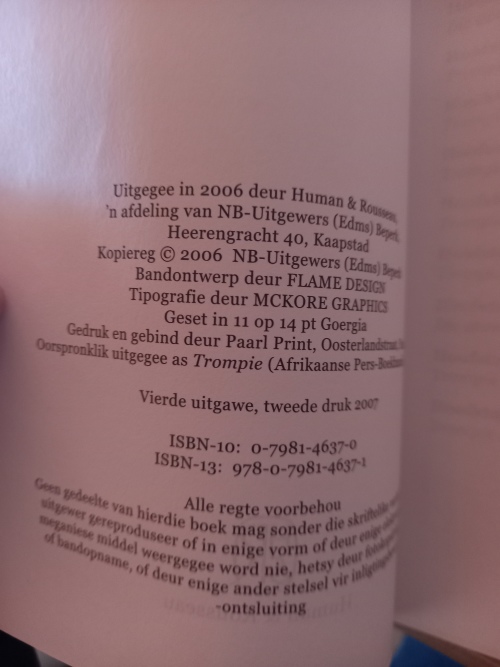 Uitgegee in 2006 deur Human & Rousseau,
'n afdeling van NB-Uitgewers (Edms) Beperk,
Heerengracht 40, Kaapstad
Kopiereg © 2006 NB-Uitgewers (Edms) Beperk
Bandontwerp deur FLAME DESIGN
Tipografie deur MCKORE GRAPHICS
Geset in 11 op 14 pt Goergia
Gedruk en gebind deur Paarl Print, Oosterlandstraat,
Oorspronklik uitgegee as Trompie (Afrikaanse Pers-Boekhandel
Vierde uitgawe, tweede druk 2007
ISBN-10: 0-7981-4637-0
ISBN-13: 978-0-7981-4637-1
Alle regte voorbehou
Geen gedeelte van hierdie boek mag sonder die skriftelike
uitgewer gereproduseer of in enige vorm of deur enige
meganiese middel weergegee word nie, hetsy deur
of bandopname, of deur enige ander stelsel vir
-ontsluiting